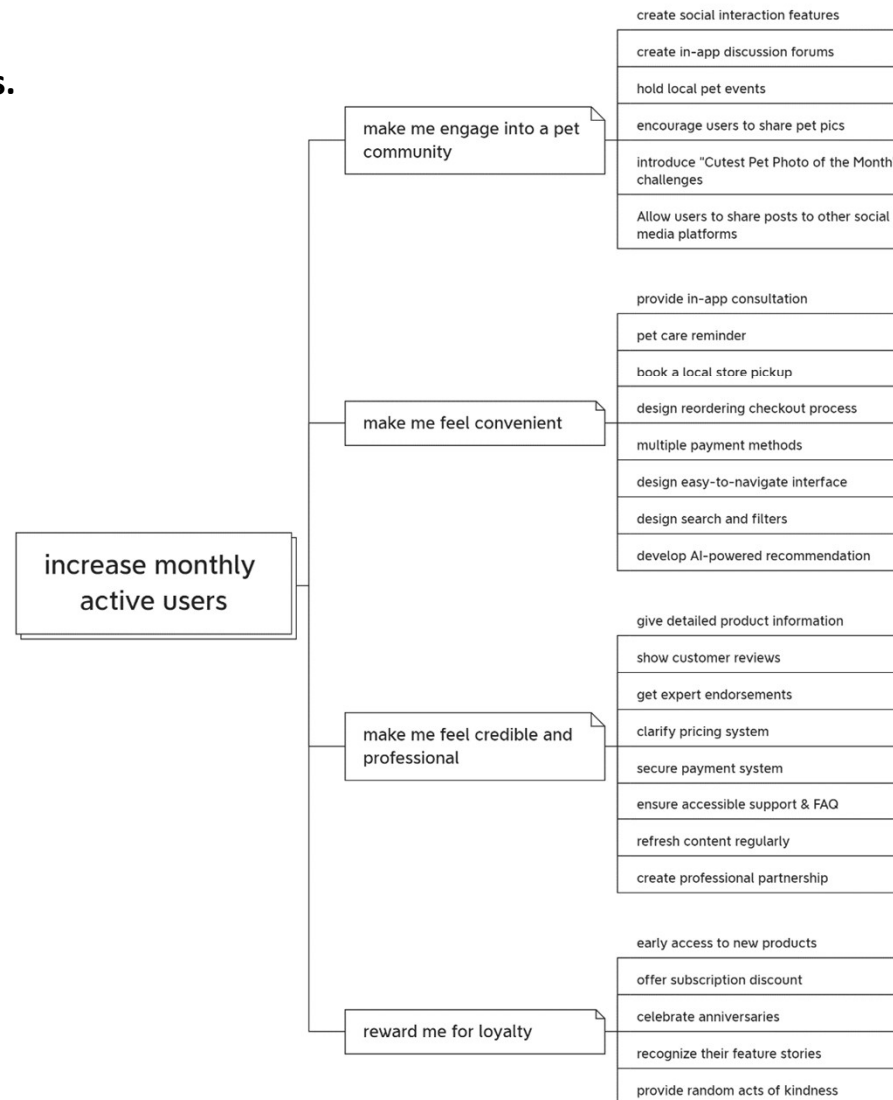 s.
increase monthly
active users
make me engage into a pet
community
create social interaction features
create in-app discussion forums
hold local pet events
encourage users to share pet pics
introduce "Cutest Pet Photo of the Month"
challenges
Allow users to share posts to other social
media platforms
make me feel convenient
provide in-app consultation
pet care reminder
book a local store pickup
design reordering checkout process
multiple payment methods
design easy-to-navigate interface
design search and filters
develop AI-powered recommendation
make me feel credible and
professional
give detailed product information
show customer reviews
get expert endorsements
clarify pricing system
secure payment system
ensure accessible support & FAQ
refresh content regularly
create professional partnership
reward me for loyalty
early access to new products
offer subscription discount
celebrate anniversaries
recognize their feature stories
provide random acts of kindness